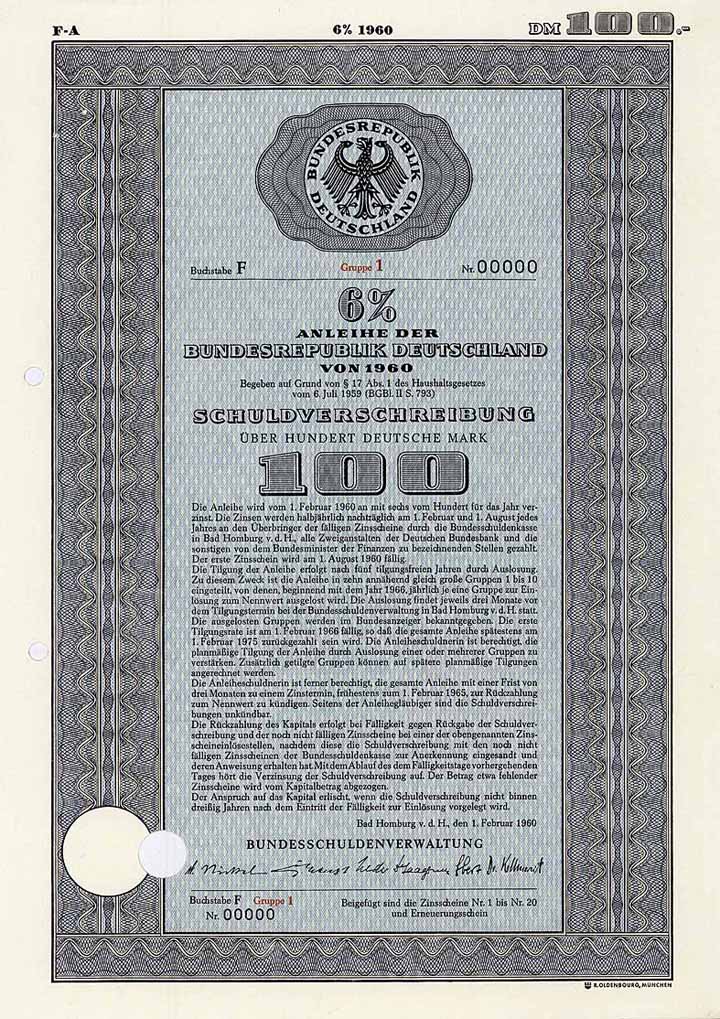 F-A 6% 1960 DM 100.-
BUNDESREPUBLIK
DEUTSCHLAND
Buchstabe F Gruppe 1 Nr. 00000
6%
ANLEIHE DER
BUNDESREPUBLIK DEUTSCHLAND
VON 1960
Begeben auf Grund von § 17 Abs. 1 des Haushaltsgesetzes
vom 6. Juli 1959 (BGBl. II S. 793)
SCHULDVERSCHREIBUNG
ÜBER HUNDERT DEUTSCHE MARK
100
Die Anleihe wird vom 1. Februar 1960 an mit sechs vom Hundert für das Jahr ver-
zinst. Die Zinsen werden halbjährlich nachträglich am 1. Februar und 1. August jedes
Jahres an den Überbringer der fälligen Zinsscheine durch die Bundesschuldenkasse
in Bad Homburg v. d. H., alle Zweiganstalten der Deutschen Bundesbank und die
sonstigen von dem Bundesminister der Finanzen zu bezeichnenden Stellen gezahlt.
Der erste Zinsschein wird am 1. August 1960 fällig.
Die Tilgung der Anleihe erfolgt nach fünf tilgungsfreien Jahren durch Auslosung.
Zu diesem Zweck ist die Anleihe in zehn annähernd gleich große Gruppen 1 bis 10
eingeteilt, von denen, beginnend mit dem Jahr 1966, jährlich je eine Gruppe zur Ein-
lösung zum Nennwert ausgelost wird. Die Auslosung findet jeweils drei Monate vor
dem Tilgungstermin bei der Bundesschuldenverwaltung in Bad Homburg v. d. H. statt.
Die ausgelosten Gruppen werden im Bundesanzeiger bekanntgegeben. Die erste
Tilgungsrate ist am 1. Februar 1966 fällig, so daß die gesamte Anleihe spätestens am
1. Februar 1975 zurückgezahlt sein wird. Die Anleiheschuldnerin ist berechtigt, die
planmäßige Tilgung der Anleihe durch Auslosung einer oder mehrerer Gruppen zu
verstärken. Zusätzlich getilgte Gruppen können auf spätere planmäßige Tilgungen
angerechnet werden.
Die Anleiheschuldnerin ist ferner berechtigt, die gesamte Anleihe mit einer Frist von
drei Monaten zu einem Zinstermin, frühestens zum 1. Februar 1965, zur Rückzahlung
zum Nennwert zu kündigen. Seitens der Anleihegläubiger sind die Schuldverschrei-
bungen unkündbar.
Die Rückzahlung des Kapitals erfolgt bei Fälligkeit gegen Rückgabe der Schuldver-
schreibung und der noch nicht fälligen Zinsscheine bei einer der obengenannten Zins-
scheineinlösestellen, nachdem diese die Schuldverschreibung mit den noch nicht
fälligen Zinsscheinen der Bundesschuldenkasse zur Anerkennung eingesandt und
deren Anweisung erhalten hat. Mit dem Ablauf des dem Fälligkeitstage vorhergehenden
Tages hört die Verzinsung der Schuldverschreibung auf. Der Betrag etwa fehlender
Zinsscheine wird vom Kapitalbetrag abgezogen.
Der Anspruch auf das Kapital erlischt, wenn die Schuldverschreibung nicht binnen
dreißig Jahren nach dem Eintritt der Fälligkeit zur Einlösung vorgelegt wird.
Bad Homburg v. d. H., den 1. Februar 1960
BUNDESSCHULDENVERWALTUNG
Buchstabe F Gruppe 1
Nr. 00000
Beigefügt sind die Zinsscheine Nr. 1 bis Nr. 20
und Erneuerungsschein
R. OLDENBOURG, MÜNCHEN